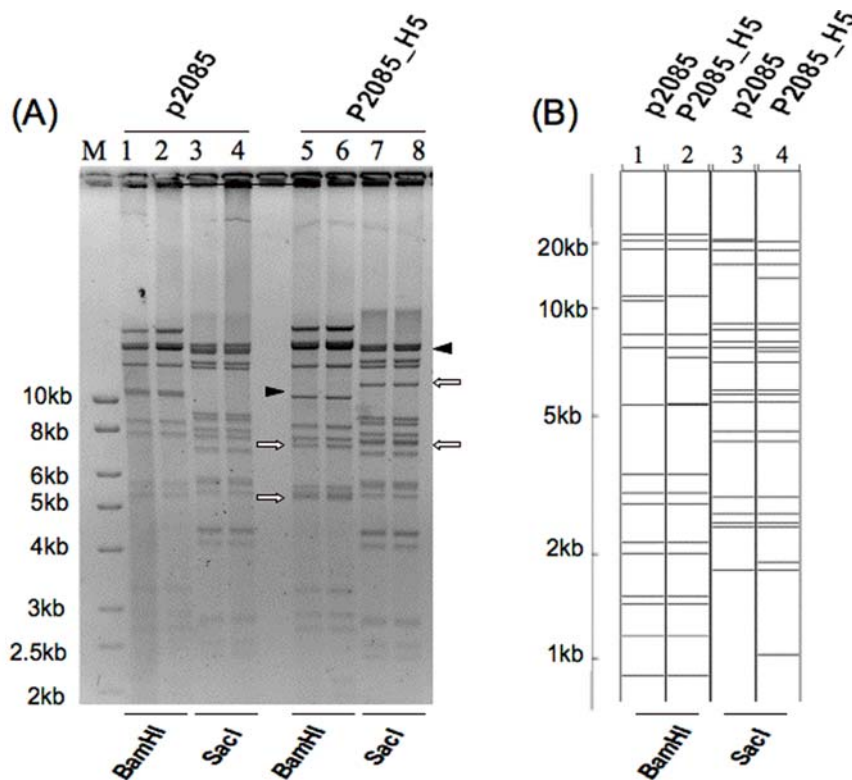 (A)
p2085
P2085_H5
M 1 2 3 4 5 6 7 8
10kb
8kb
6kb
5kb
4kb
3kb
2.5kb
2kb
BamHI
SacI
BamHI
SacI
(B)
p2085
P2085_H5
p2085
P2085_H5
1 2 3 4
20kb
10kb
5kb
2kb
1kb
BamHI
SacI